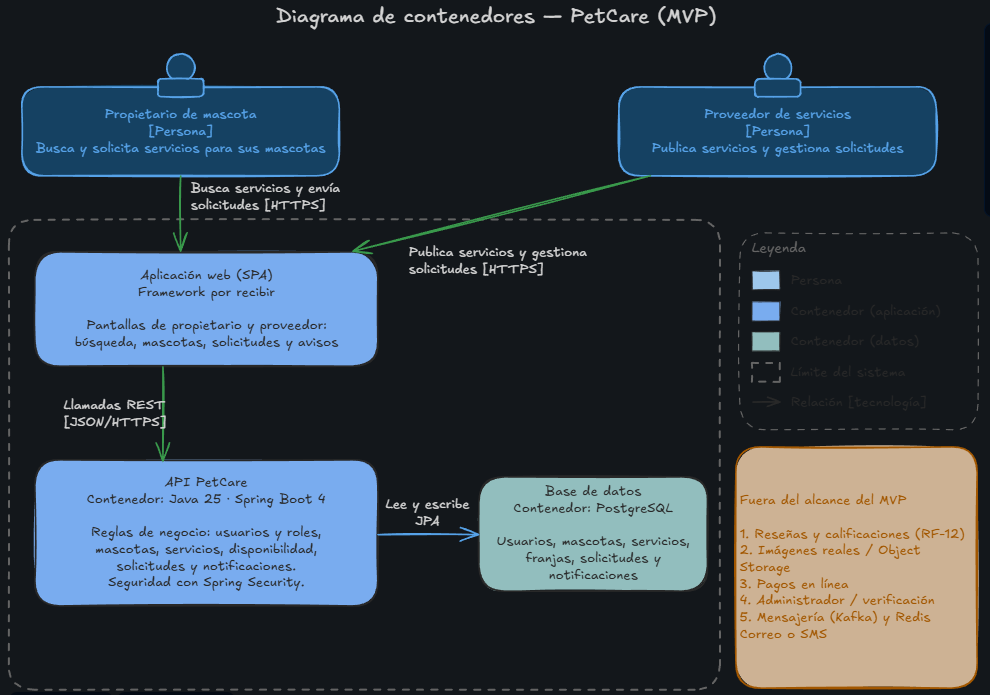 Diagrama de contenedores — PetCare (MVP)
Propietario de mascota
[Persona]
Busca y solicita servicios para sus mascotas
Proveedor de servicios
[Persona]
Publica servicios y gestiona solicitudes
Busca servicios y envía
solicitudes [HTTPS]
Publica servicios y gestiona
solicitudes [HTTPS]
Aplicación web (SPA)
Framework por recibir
Pantallas de propietario y proveedor:
búsqueda, mascotas, solicitudes y avisos
Llamadas REST
[JSON/HTTPS]
API PetCare
Contenedor: Java 25 · Spring Boot 4
Reglas de negocio: usuarios y roles,
mascotas, servicios, disponibilidad,
solicitudes y notificaciones.
Seguridad con Spring Security.
Lee y escribe
JPA
Base de datos
Contenedor: PostgreSQL
Usuarios, mascotas, servicios,
franjas, solicitudes y
notificaciones
Leyenda
Persona
Contenedor (aplicación)
Contenedor (datos)
Límite del sistema
Relación [tecnología]
Fuera del alcance del MVP
1. Reseñas y calificaciones (RF-12)
2. Imágenes reales / Object
Storage
3. Pagos en línea
4. Administrador / verificación
5. Mensajería (Kafka) y Redis
Correo o SMS